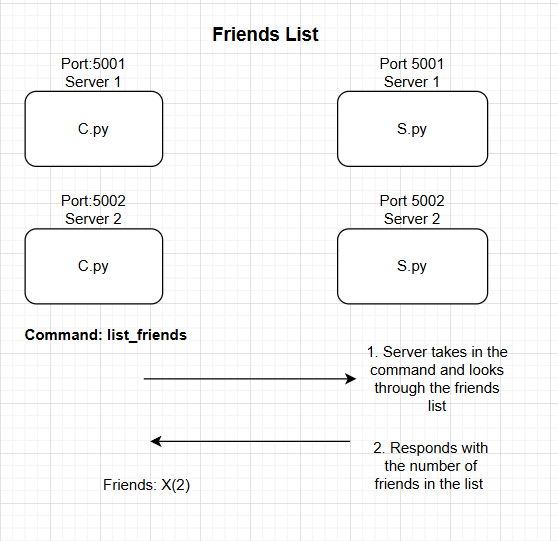 Friends List
Port:5001
Server 1
C.py
Port 5001
Server 1
S.py
Port:5002
Server 2
C.py
Port 5002
Server 2
S.py
Command: list_friends
1. Server takes in the
command and looks
through the friends
list
2. Responds with
the number of
friends in the list
Friends: X(2)